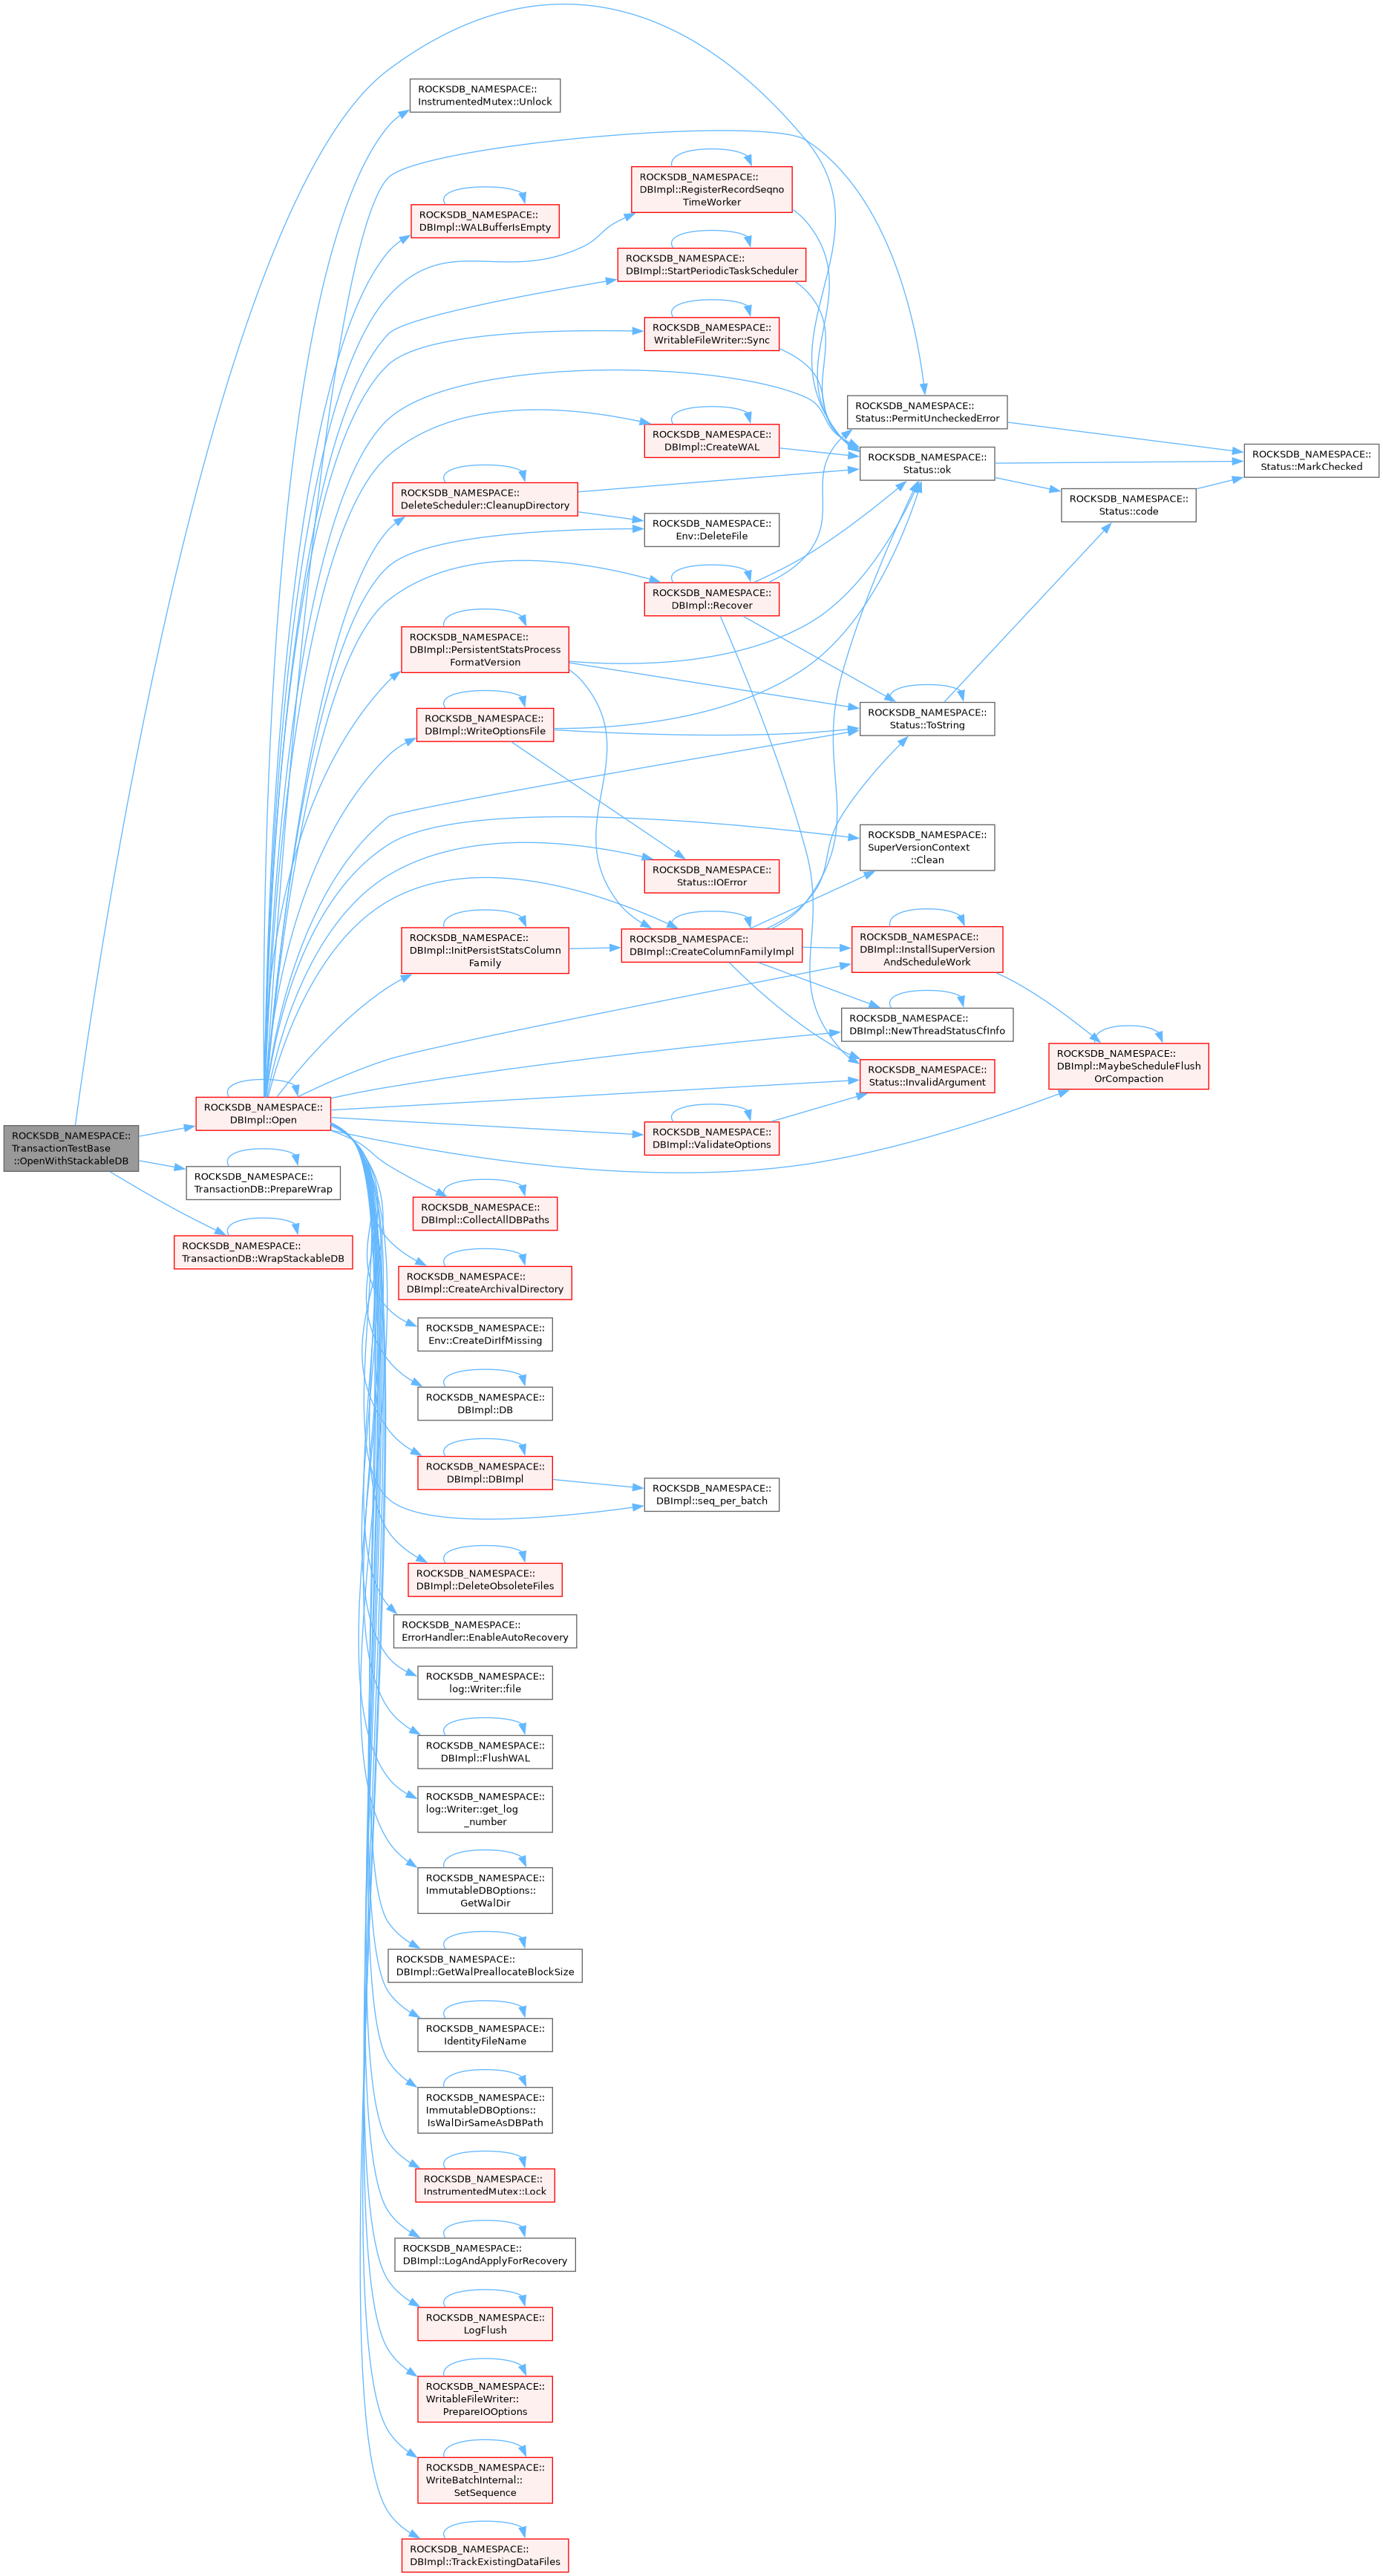 ROCKSDB_NAMESPACE::
InstrumentedMutex::Unlock
ROCKSDB_NAMESPACE::
DBImpl::RegisterRecordSeqno
TimeWorker
ROCKSDB_NAMESPACE::
DBImpl::WALBufferIsEmpty
ROCKSDB_NAMESPACE::
DBImpl::StartPeriodicTaskScheduler
ROCKSDB_NAMESPACE::
WritableFileWriter::Sync
ROCKSDB_NAMESPACE::
Status::PermitUncheckedError
ROCKSDB_NAMESPACE::
DBImpl::CreateWAL
ROCKSDB_NAMESPACE::
Status::ok
ROCKSDB_NAMESPACE::
Status::MarkChecked
ROCKSDB_NAMESPACE::
DeleteScheduler::CleanupDirectory
ROCKSDB_NAMESPACE::
Status::code
ROCKSDB_NAMESPACE::
Env::DeleteFile
ROCKSDB_NAMESPACE::
DBImpl::Recover
ROCKSDB_NAMESPACE::
DBImpl::PersistentStatsProcess
FormatVersion
ROCKSDB_NAMESPACE::
DBImpl::WriteOptionsFile
ROCKSDB_NAMESPACE::
Status::ToString
ROCKSDB_NAMESPACE::
SuperVersionContext
::Clean
ROCKSDB_NAMESPACE::
Status::IOError
ROCKSDB_NAMESPACE::
DBImpl::InitPersistStatsColumn
Family
ROCKSDB_NAMESPACE::
DBImpl::CreateColumnFamilyImpl
ROCKSDB_NAMESPACE::
DBImpl::InstallSuperVersion
AndScheduleWork
ROCKSDB_NAMESPACE::
DBImpl::NewThreadStatusCfInfo
ROCKSDB_NAMESPACE::
DBImpl::MaybeScheduleFlush
OrCompaction
ROCKSDB_NAMESPACE::
Status::InvalidArgument
ROCKSDB_NAMESPACE::
DBImpl::Open
ROCKSDB_NAMESPACE::
TransactionTestBase
::OpenWithStackableDB
ROCKSDB_NAMESPACE::
DBImpl::ValidateOptions
ROCKSDB_NAMESPACE::
TransactionDB::PrepareWrap
ROCKSDB_NAMESPACE::
DBImpl::CollectAllDBPaths
ROCKSDB_NAMESPACE::
TransactionDB::WrapStackableDB
ROCKSDB_NAMESPACE::
DBImpl::CreateArchivalDirectory
ROCKSDB_NAMESPACE::
Env::CreateDirIfMissing
ROCKSDB_NAMESPACE::
DBImpl::DB
ROCKSDB_NAMESPACE::
DBImpl::DBImpl
ROCKSDB_NAMESPACE::
DBImpl::seq_per_batch
ROCKSDB_NAMESPACE::
DBImpl::DeleteObsoleteFiles
ROCKSDB_NAMESPACE::
ErrorHandler::EnableAutoRecovery
ROCKSDB_NAMESPACE::
log::Writer::file
ROCKSDB_NAMESPACE::
DBImpl::FlushWAL
ROCKSDB_NAMESPACE::
log::Writer::get_log
_number
ROCKSDB_NAMESPACE::
ImmutableDBOptions::
GetWalDir
ROCKSDB_NAMESPACE::
DBImpl::GetWalPreallocateBlockSize
ROCKSDB_NAMESPACE::
IdentityFileName
ROCKSDB_NAMESPACE::
ImmutableDBOptions::
IsWalDirSameAsDBPath
ROCKSDB_NAMESPACE::
InstrumentedMutex::Lock
ROCKSDB_NAMESPACE::
DBImpl::LogAndApplyForRecovery
ROCKSDB_NAMESPACE::
LogFlush
ROCKSDB_NAMESPACE::
WritableFileWriter::
PrepareIOOptions
ROCKSDB_NAMESPACE::
WriteBatchInternal::
SetSequence
ROCKSDB_NAMESPACE::
DBImpl::TrackExistingDataFiles